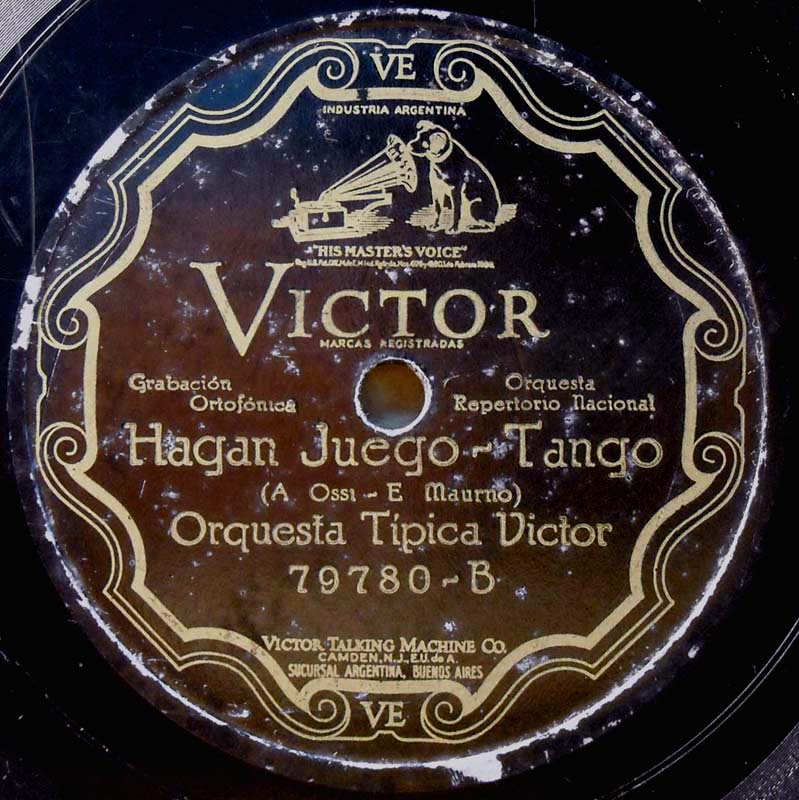 VE
INDUSTRIA ARGENTINA
"HIS MASTER'S VOICE"
VICTOR
MARCAS REGISTRADAS
Grabación Orquesta
Ortofónica Repertorio Nacional
Hagan Juego - Tango
(A Ossi - E Maurno)
Orquesta Típica Victor
79780-B
VICTOR TALKING MACHINE CO.
CAMDEN, N.J., E.U. de A.
SUCURSAL ARGENTINA, BUENOS AIRES
VE